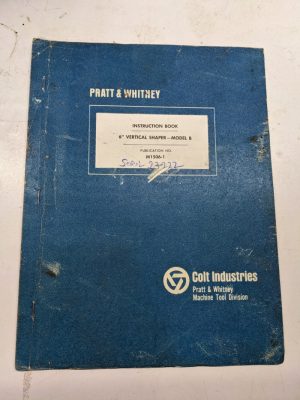 PRATT & WHITNEY
INSTRUCTION BOOK
6" VERTICAL SHAPER - MODEL B
PUBLICATION NO.
M1506-1
Colt Industries
Pratt & Whitney
Machine Tool Division